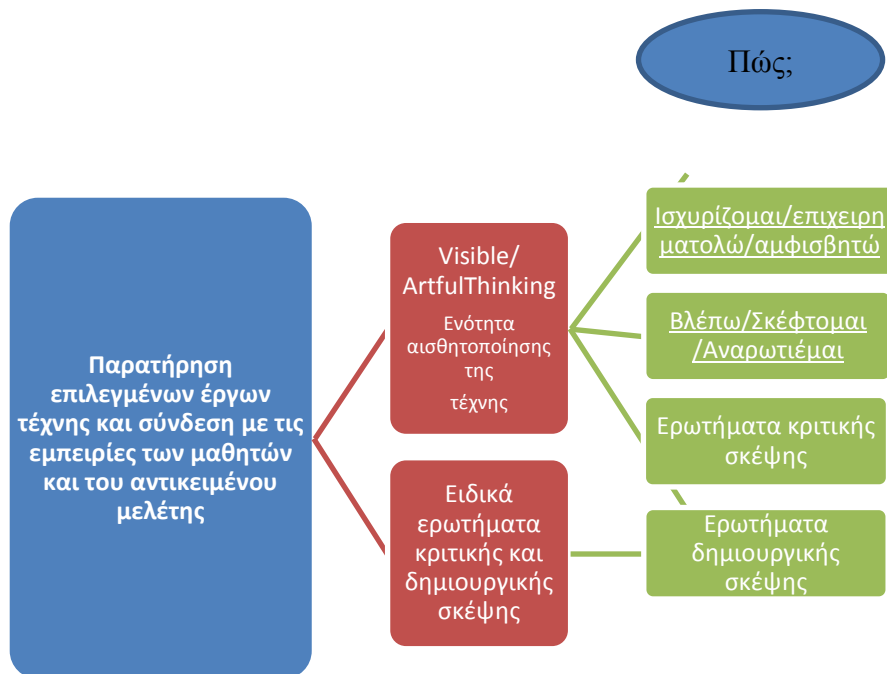 Πώς;
Παρατήρηση
επιλεγμένων έργων
τέχνης και σύνδεση με τις
εμπειρίες των μαθητών
και του αντικειμένου
μελέτης
Visible/
ArtfulThinking
Ενότητα
αισθητοποίησης
της
τέχνης
Ειδικά
ερωτήματα
κριτικής και
δημιουργικής
σκέψης
Ισχυρίζομαι/επιχειρη
ματολώ/αμφισβητώ
Βλέπω/Σκέφτομαι
/Αναρωτιέμαι
Ερωτήματα κριτικής
σκέψης
Ερωτήματα
δημιουργικής
σκέψης